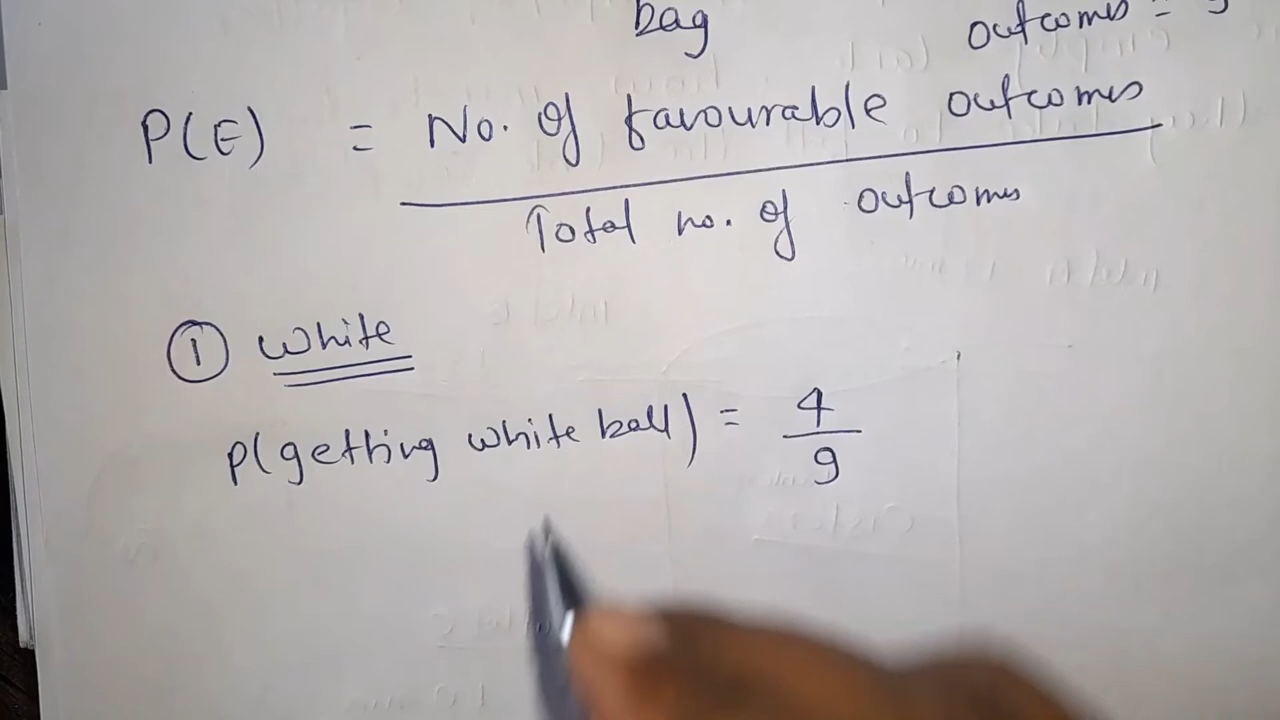 bag
outcomes =
P(E) = No. of favourable outcomes
Total no. of outcomes
① white
P(getting white ball) = 4
9